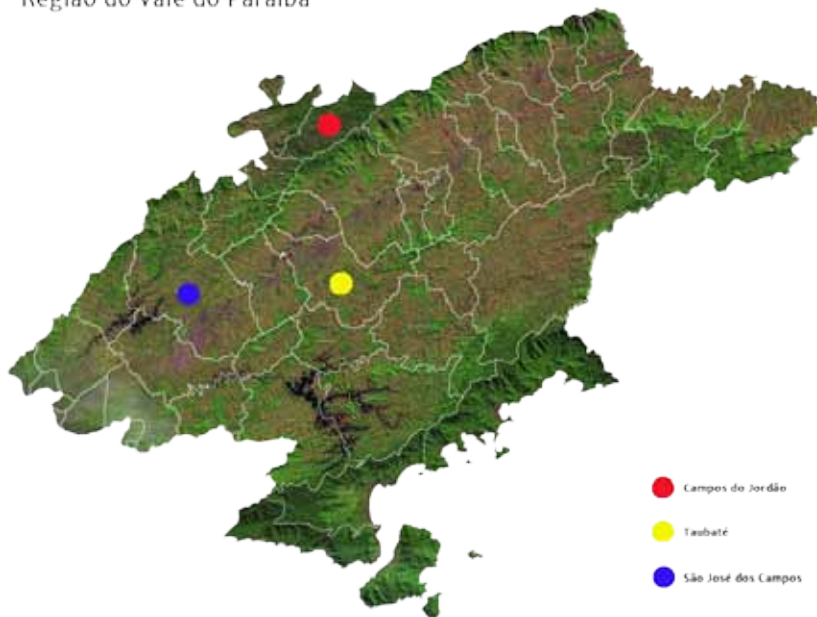 Região do Vale do Paraíba
Campos do Jordão
Taubaté
São José dos Campos